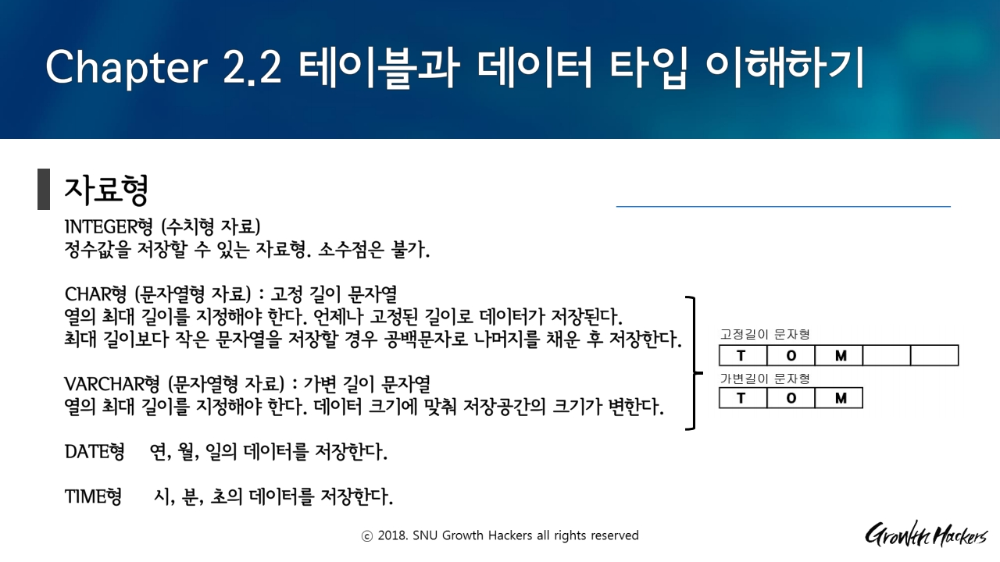 Chapter 2.2 테이블과 데이터 타입 이해하기
자료형
INTEGER형 (수치형 자료)
정수값을 저장할 수 있는 자료형. 소수점은 불가.
CHAR형 (문자열형 자료) : 고정 길이 문자열
열의 최대 길이를 지정해야 한다. 언제나 고정된 길이로 데이터가 저장된다.
최대 길이보다 작은 문자열을 저장할 경우 공백문자로 나머지를 채운 후 저장한다.
VARCHAR형 (문자열형 자료) : 가변 길이 문자열
열의 최대 길이를 지정해야 한다. 데이터 크기에 맞춰 저장공간의 크기가 변한다.
고정길이 문자형
T O M
가변길이 문자형
T O M
DATE형 연, 월, 일의 데이터를 저장한다.
TIME형 시, 분, 초의 데이터를 저장한다.
ⓒ 2018. SNU Growth Hackers all rights reserved
Growth Hackers